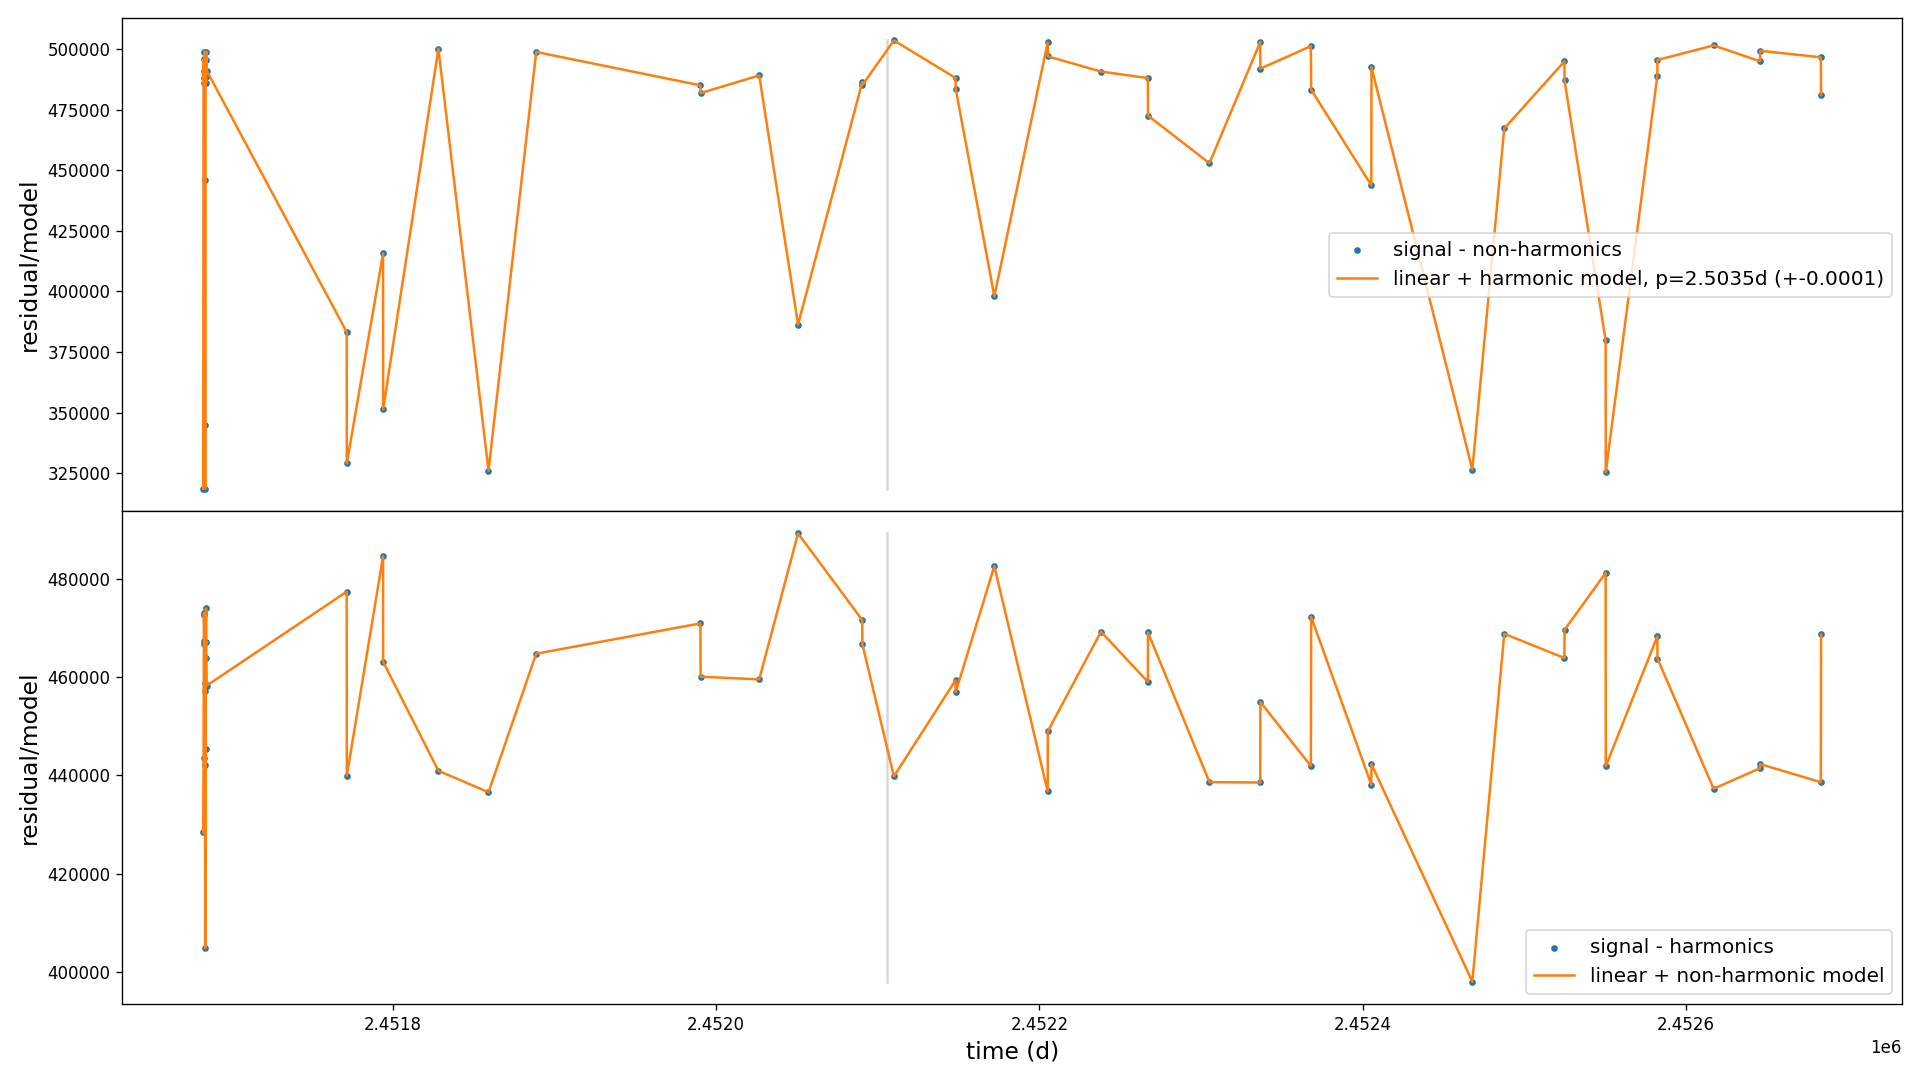 residual/model
500000
475000
450000
425000
400000
375000
350000
325000
signal - non-harmonics
linear + harmonic model, p=2.5035d (+-0.0001)
residual/model
480000
460000
440000
420000
400000
signal - harmonics
linear + non-harmonic model
2.4518
2.4520
2.4522
2.4524
2.4526
1e6
time (d)